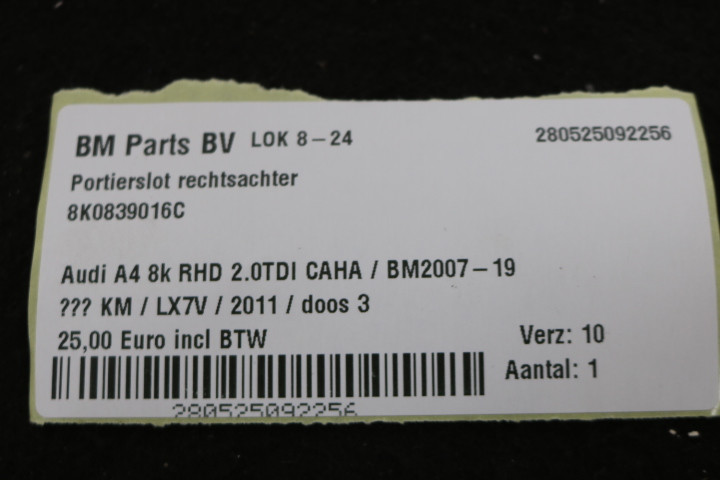 BM Parts BV LOK 8-24 280525092256
Portierslot rechtsachter
8K0839016C
Audi A4 8k RHD 2.0TDI CAHA / BM2007-19
??? KM / LX7V / 2011 / doos 3
25,00 Euro incl BTW Verz: 10
Aantal: 1
280525092256